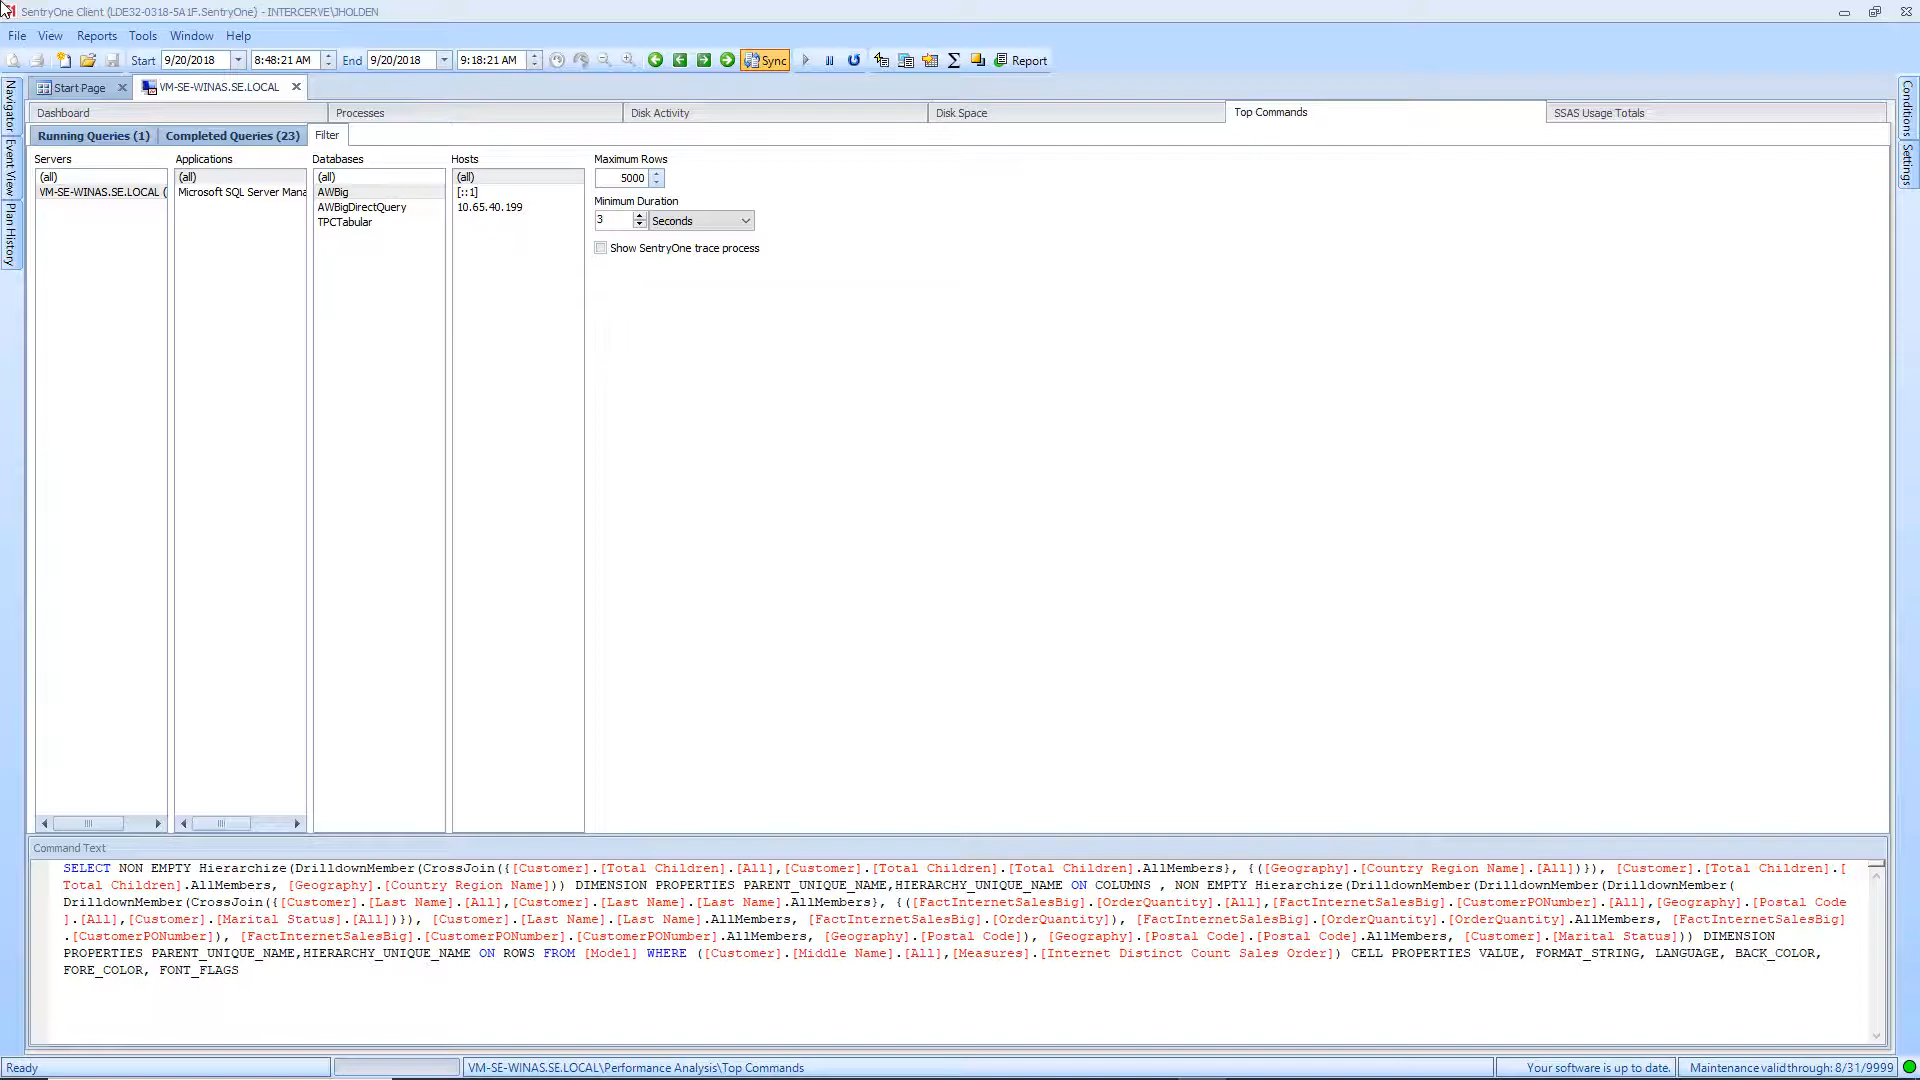 SentryOne Client (LDE32-0318-5A1F.SentryOne) - INTERCERVE\JHOLDEN
File View Reports Tools Window Help
Start 9/20/2018 8:48:21 AM End 9/20/2018 9:18:21 AM Sync Report
Start Page VM-SE-WINAS.SE.LOCAL
Dashboard Processes Disk Activity Disk Space Top Commands SSAS Usage Totals
Running Queries (1) Completed Queries (23) Filter
Navigator
Event View
Plan History
Conditions
Settings
Servers
(all)
VM-SE-WINAS.SE.LOCAL (
Applications
(all)
Microsoft SQL Server Mana
Databases
(all)
AWBig
AWBigDirectQuery
TPCTabular
Hosts
(all)
[::1]
10.65.40.199
Maximum Rows
5000
Minimum Duration
3 Seconds
Show SentryOne trace process
Command Text
SELECT NON EMPTY Hierarchize(DrilldownMember(CrossJoin({[Customer].[Total Children].[All],[Customer].[Total Children].[Total Children].AllMembers}, {([Geography].[Country Region Name].[All])}), [Customer].[Total Children].[
Total Children].AllMembers, [Geography].[Country Region Name])) DIMENSION PROPERTIES PARENT_UNIQUE_NAME,HIERARCHY_UNIQUE_NAME ON COLUMNS , NON EMPTY Hierarchize(DrilldownMember(DrilldownMember(DrilldownMember(
DrilldownMember(CrossJoin({[Customer].[Last Name].[All],[Customer].[Last Name].[Last Name].AllMembers}, {([FactInternetSalesBig].[OrderQuantity].[All],[FactInternetSalesBig].[CustomerPONumber].[All],[Geography].[Postal Code
].[All],[Customer].[Marital Status].[All])}), [Customer].[Last Name].[Last Name].AllMembers, [FactInternetSalesBig].[OrderQuantity]), [FactInternetSalesBig].[OrderQuantity].[OrderQuantity].AllMembers, [FactInternetSalesBig]
.[CustomerPONumber]), [FactInternetSalesBig].[CustomerPONumber].[CustomerPONumber].AllMembers, [Geography].[Postal Code]), [Geography].[Postal Code].[Postal Code].AllMembers, [Customer].[Marital Status])) DIMENSION
PROPERTIES PARENT_UNIQUE_NAME,HIERARCHY_UNIQUE_NAME ON ROWS FROM [Model] WHERE ([Customer].[Middle Name].[All],[Measures].[Internet Distinct Count Sales Order]) CELL PROPERTIES VALUE, FORMAT_STRING, LANGUAGE, BACK_COLOR,
FORE_COLOR, FONT_FLAGS
Ready VM-SE-WINAS.SE.LOCAL\Performance Analysis\Top Commands Your software is up to date. Maintenance valid through: 8/31/9999